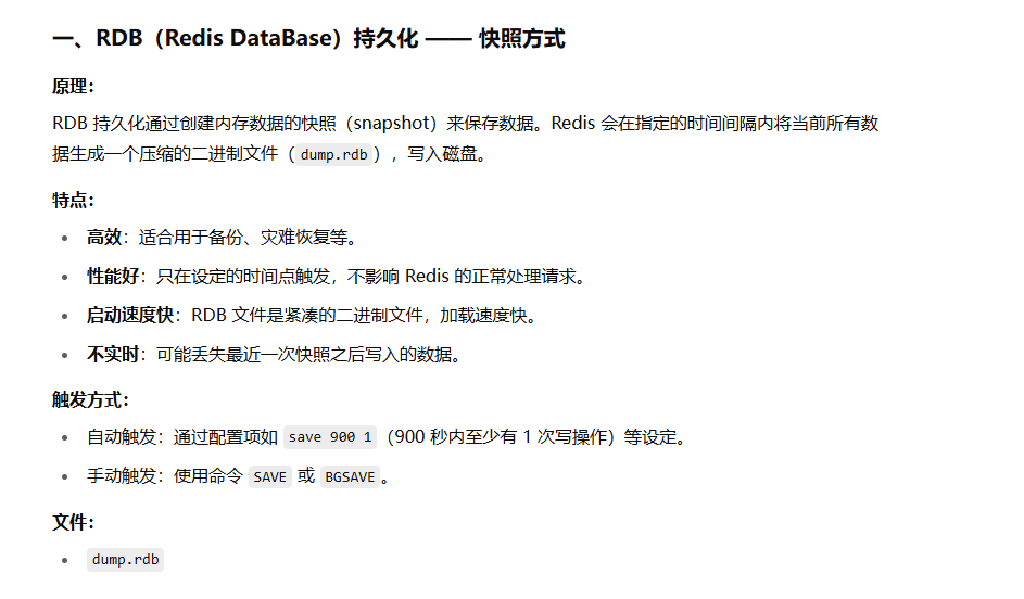 一、RDB（Redis DataBase）持久化 —— 快照方式
原理：
RDB 持久化通过创建内存数据的快照（snapshot）来保存数据。Redis 会在指定的时间间隔内将当前所有数
据生成一个压缩的二进制文件（dump.rdb），写入磁盘。
特点：
• 高效：适合用于备份、灾难恢复等。
• 性能好：只在设定的时间点触发，不影响 Redis 的正常处理请求。
• 启动速度快：RDB 文件是紧凑的二进制文件，加载速度快。
• 不实时：可能丢失最近一次快照之后写入的数据。
触发方式：
• 自动触发：通过配置项如 save 900 1（900 秒内至少有 1 次写操作）等设定。
• 手动触发：使用命令 SAVE 或 BGSAVE。
文件：
• dump.rdb